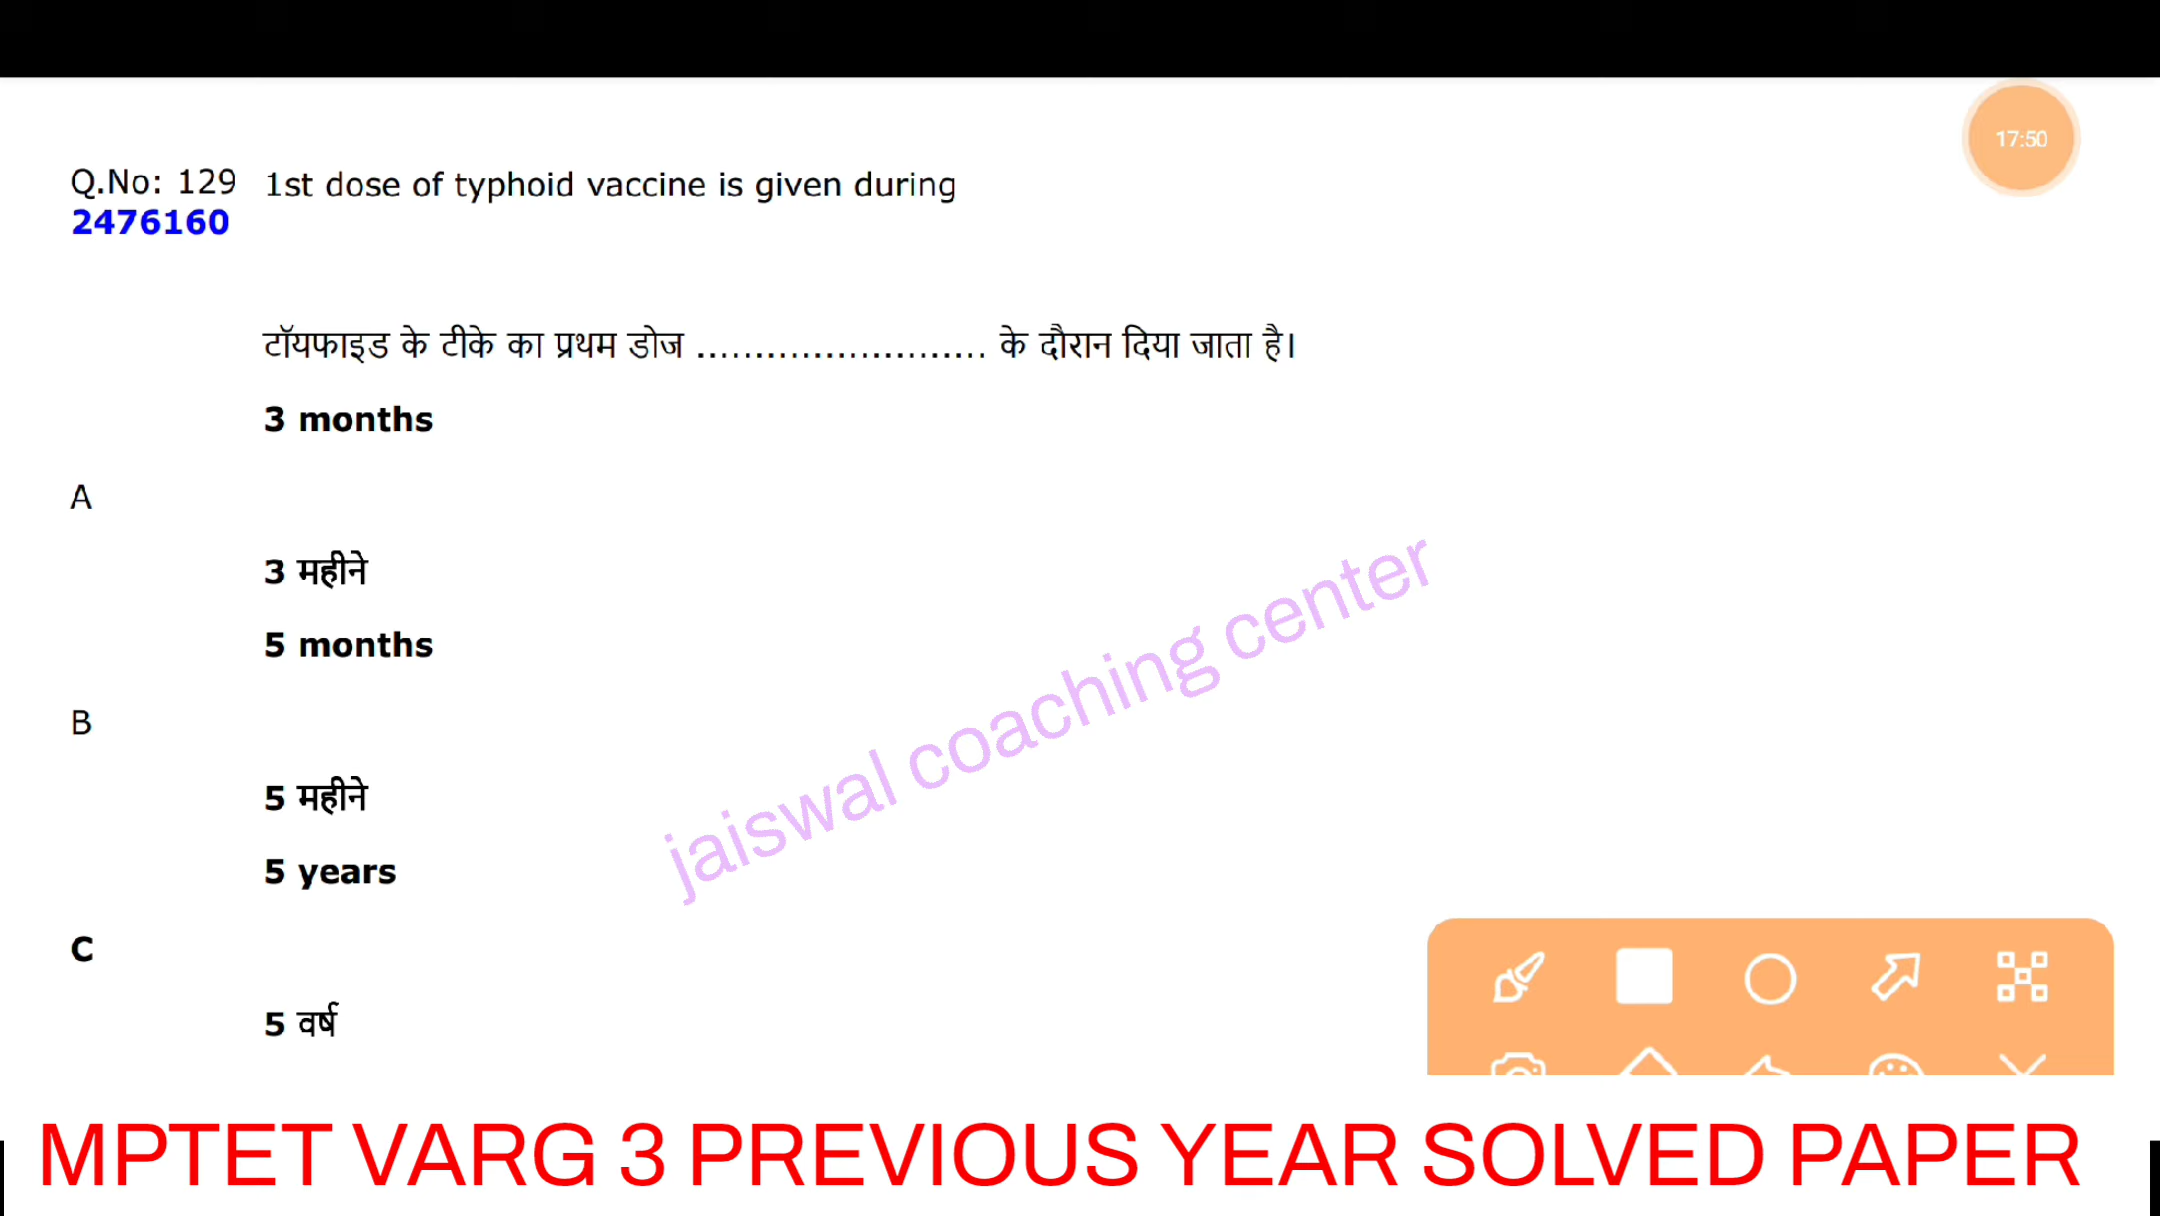 17:50
Q.No: 129 1st dose of typhoid vaccine is given during
2476160
टॉयफाइड के टीके का प्रथम डोज ......................... के दौरान दिया जाता है।
3 months
A
3 महीने
5 months
B
5 महीने
5 years
C
5 वर्ष
jaiswal coaching center
MPTET VARG 3 PREVIOUS YEAR SOLVED PAPER